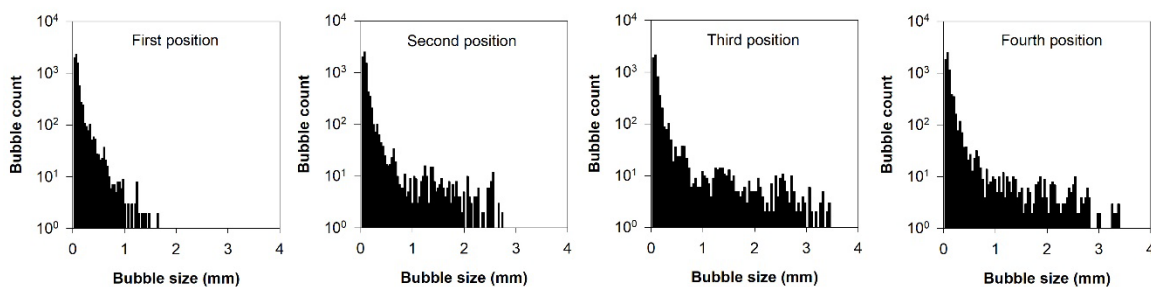 First position
Bubble count
10⁴
10³
10²
10¹
10⁰
0 1 2 3 4
Bubble size (mm)
Second position
Bubble count
10⁴
10³
10²
10¹
10⁰
0 1 2 3 4
Bubble size (mm)
Third position
Bubble count
10⁴
10³
10²
10¹
10⁰
0 1 2 3 4
Bubble size (mm)
Fourth position
Bubble count
10⁴
10³
10²
10¹
10⁰
0 1 2 3 4
Bubble size (mm)